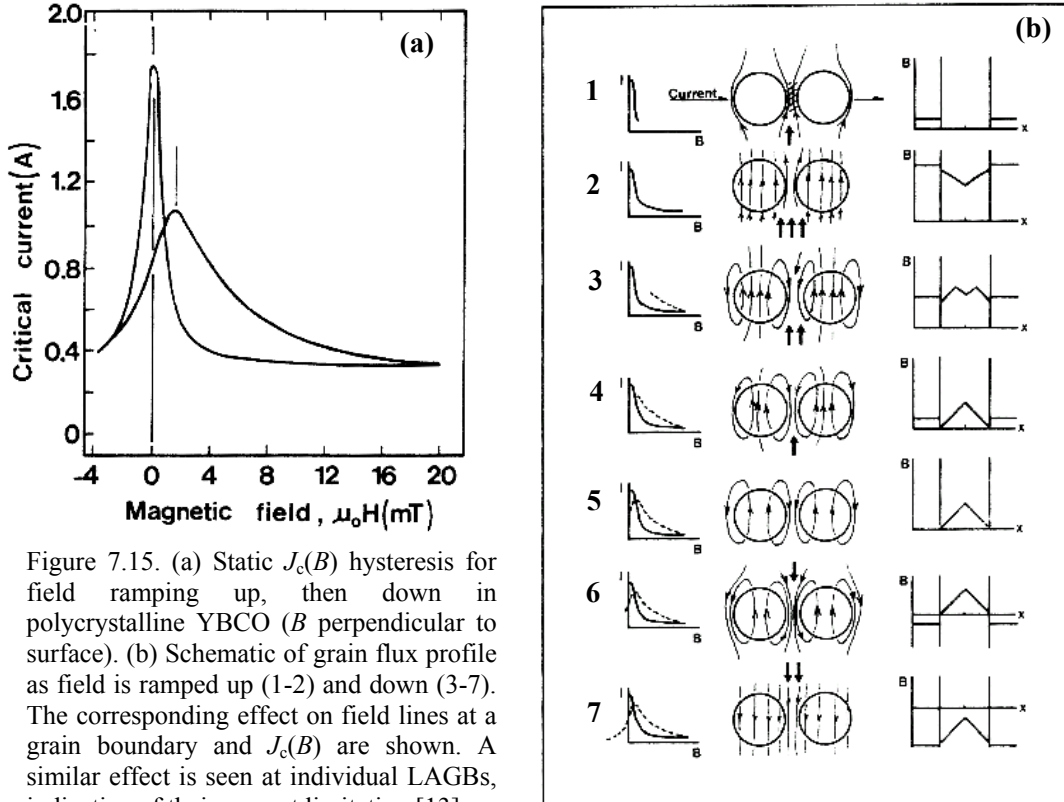 2.0
(a)
1.6
1.2
0.8
0.4
0
Critical current(A)
-4 0 4 8 12 16 20
Magnetic field, μoH(mT)
Figure 7.15. (a) Static Jc(B) hysteresis for
field ramping up, then down in
polycrystalline YBCO (B perpendicular to
surface). (b) Schematic of grain flux profile
as field is ramped up (1-2) and down (3-7).
The corresponding effect on field lines at a
grain boundary and Jc(B) are shown. A
similar effect is seen at individual LAGBs,
(b)
1 I B Current B x
2 I B B x
3 I B B x
4 I B B x
5 I B B x
6 I B B x
7 I B B x